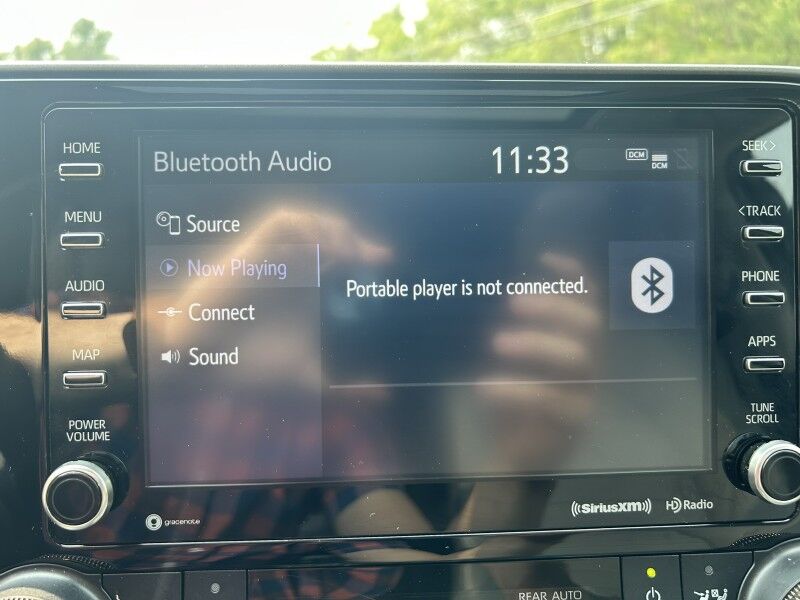 HOME
MENU
AUDIO
MAP
POWER
VOLUME
Bluetooth Audio
11:33
DCM
DCM
Source
Now Playing
Connect
Sound
Portable player is not connected.
SEEK>
<TRACK
PHONE
APPS
TUNE
SCROLL
gracenote
((SiriusXM))
HD Radio
REAR AUTO